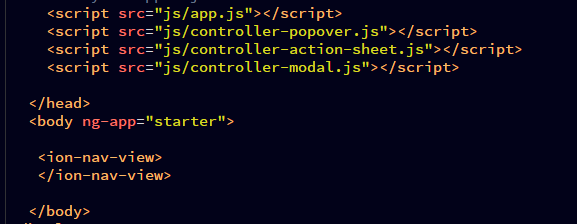 <script src="js/app.js"></script>
<script src="js/controller-popover.js"></script>
<script src="js/controller-action-sheet.js"></script>
<script src="js/controller-modal.js"></script>
</head>
<body ng-app="starter">
<ion-nav-view>
</ion-nav-view>
</body>